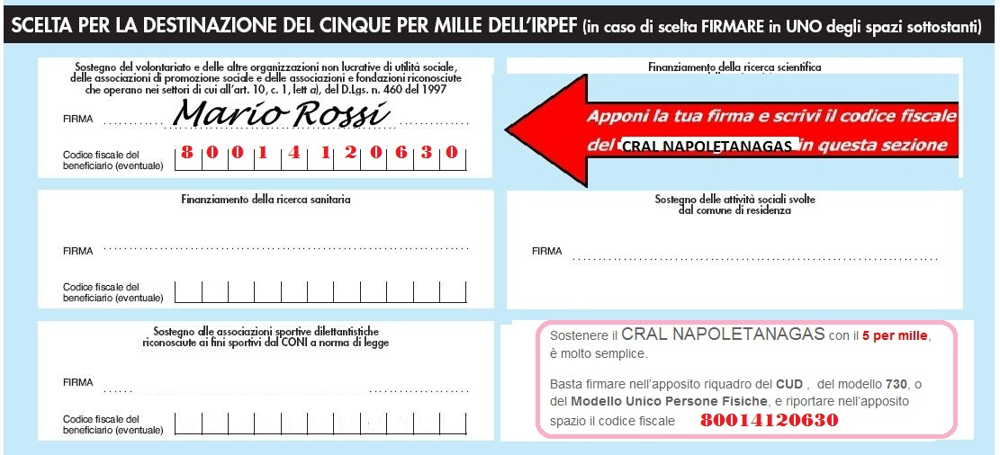 SCELTA PER LA DESTINAZIONE DEL CINQUE PER MILLE DELL'IRPEF (in caso di scelta FIRMARE in UNO degli spazi sottostanti)
Sostegno del volontariato e delle altre organizzazioni non lucrative di utilità sociale,
delle associazioni di promozione sociale e delle associazioni e fondazioni riconosciute
che operano nei settori di cui all'art. 10, c. 1, lett a), del D.Lgs. n. 460 del 1997
FIRMA Mario Rossi
Codice fiscale del
beneficiario (eventuale)
8 0 0 1 4 1 2 0 6 3 0
Finanziamento della ricerca scientifica
Apponi la tua firma e scrivi il codice fiscale
del CRAL NAPOLETANAGAS in questa sezione
Finanziamento della ricerca sanitaria
FIRMA
Codice fiscale del
beneficiario (eventuale)
Sostegno delle attività sociali svolte
dal comune di residenza
FIRMA
Sostegno alle associazioni sportive dilettantistiche
riconosciute ai fini sportivi dal CONI a norma di legge
FIRMA
Codice fiscale del
beneficiario (eventuale)
Sostenere il CRAL NAPOLETANAGAS con il 5 per mille,
è molto semplice.
Basta firmare nell'apposito riquadro del CUD , del modello 730, o
del Modello Unico Persone Fisiche, e riportare nell'apposito
spazio il codice fiscale 80014120630